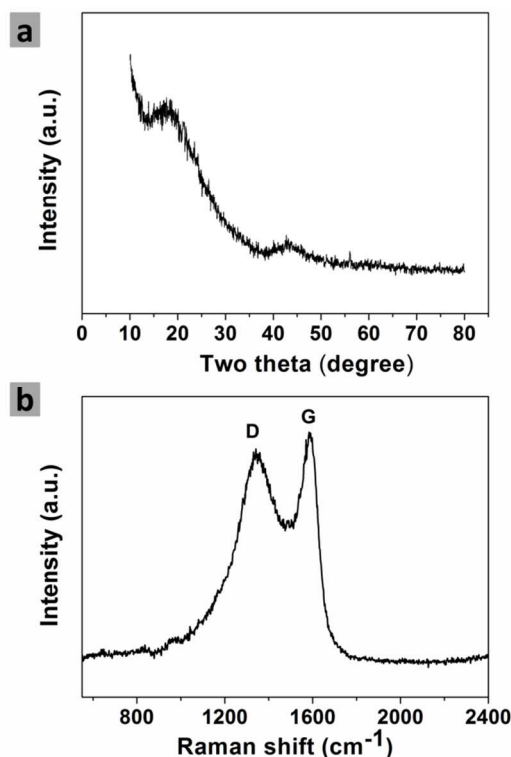 a
Intensity (a.u.)
0 10 20 30 40 50 60 70 80
Two theta (degree)
b
D G
Intensity (a.u.)
800 1200 1600 2000 2400
Raman shift (cm⁻¹)